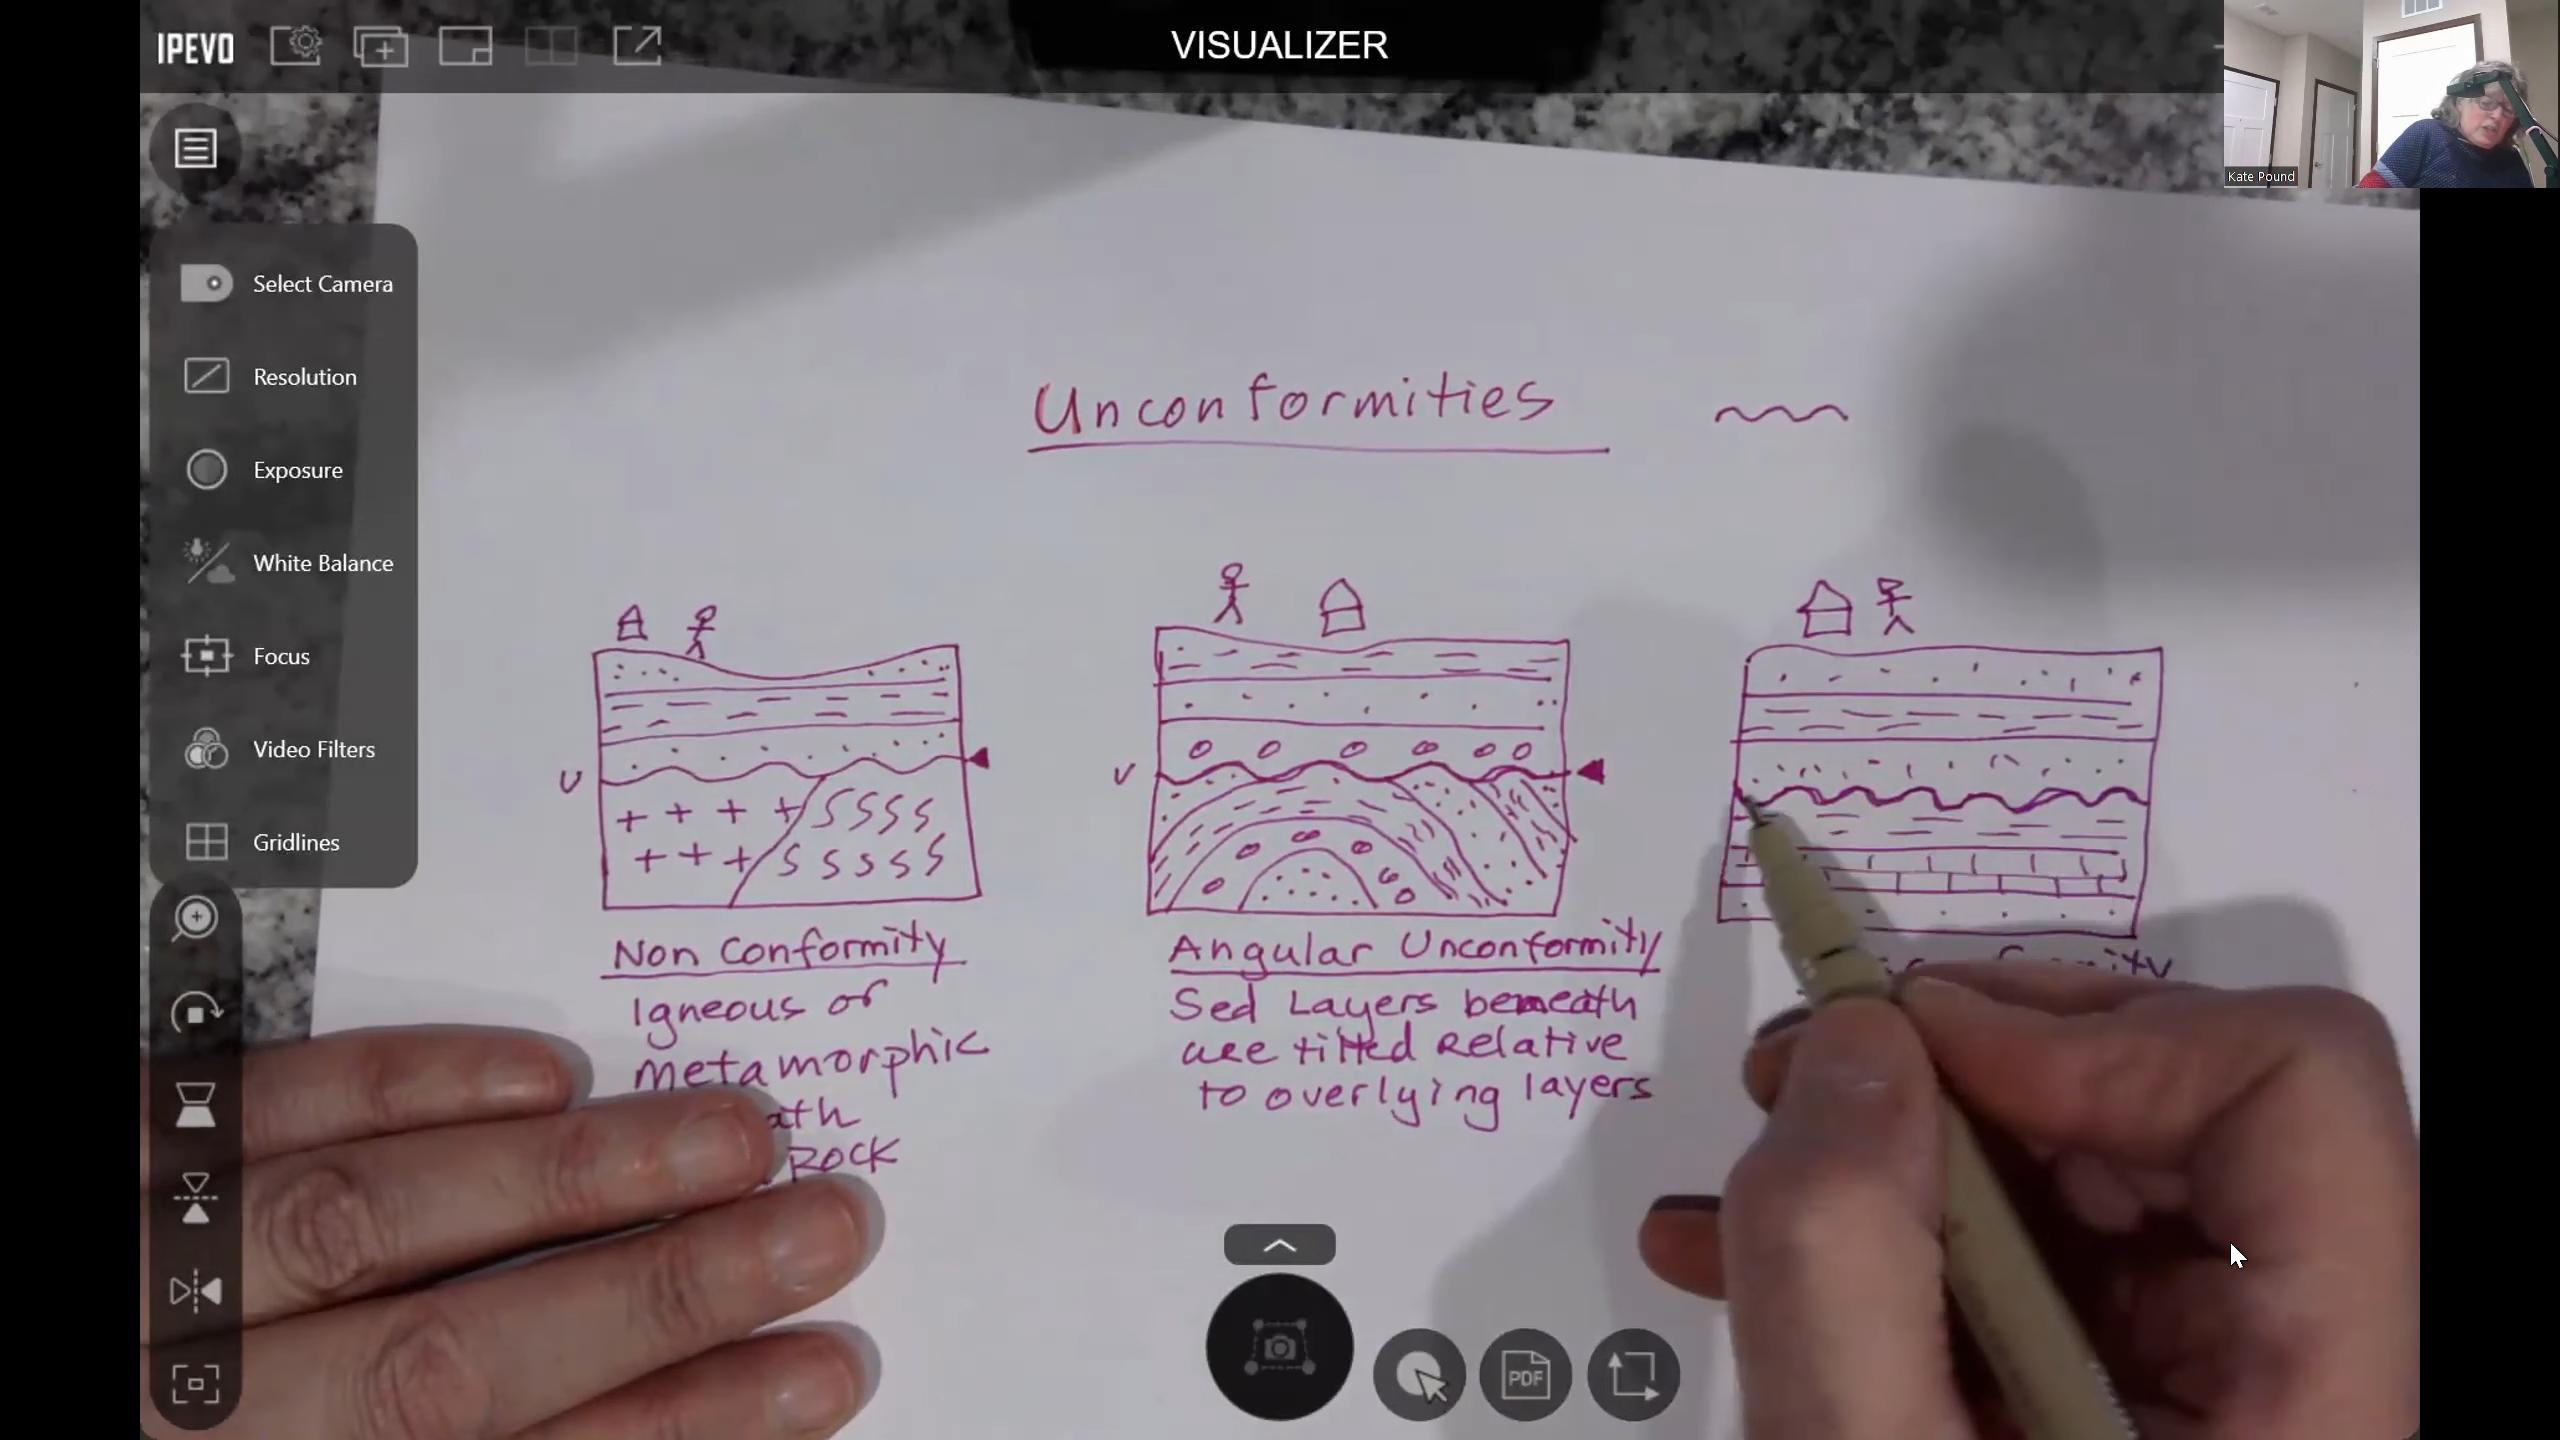 IPEVO
VISUALIZER
Kate Pound
Select Camera
Resolution
Exposure
White Balance
Focus
Video Filters
Gridlines
Unconformities
U
Non Conformity
Igneous or
Metamorphic
Rock
Angular Unconformity
Sed Layers beneath
are tilted Relative
to overlying layers
PDF